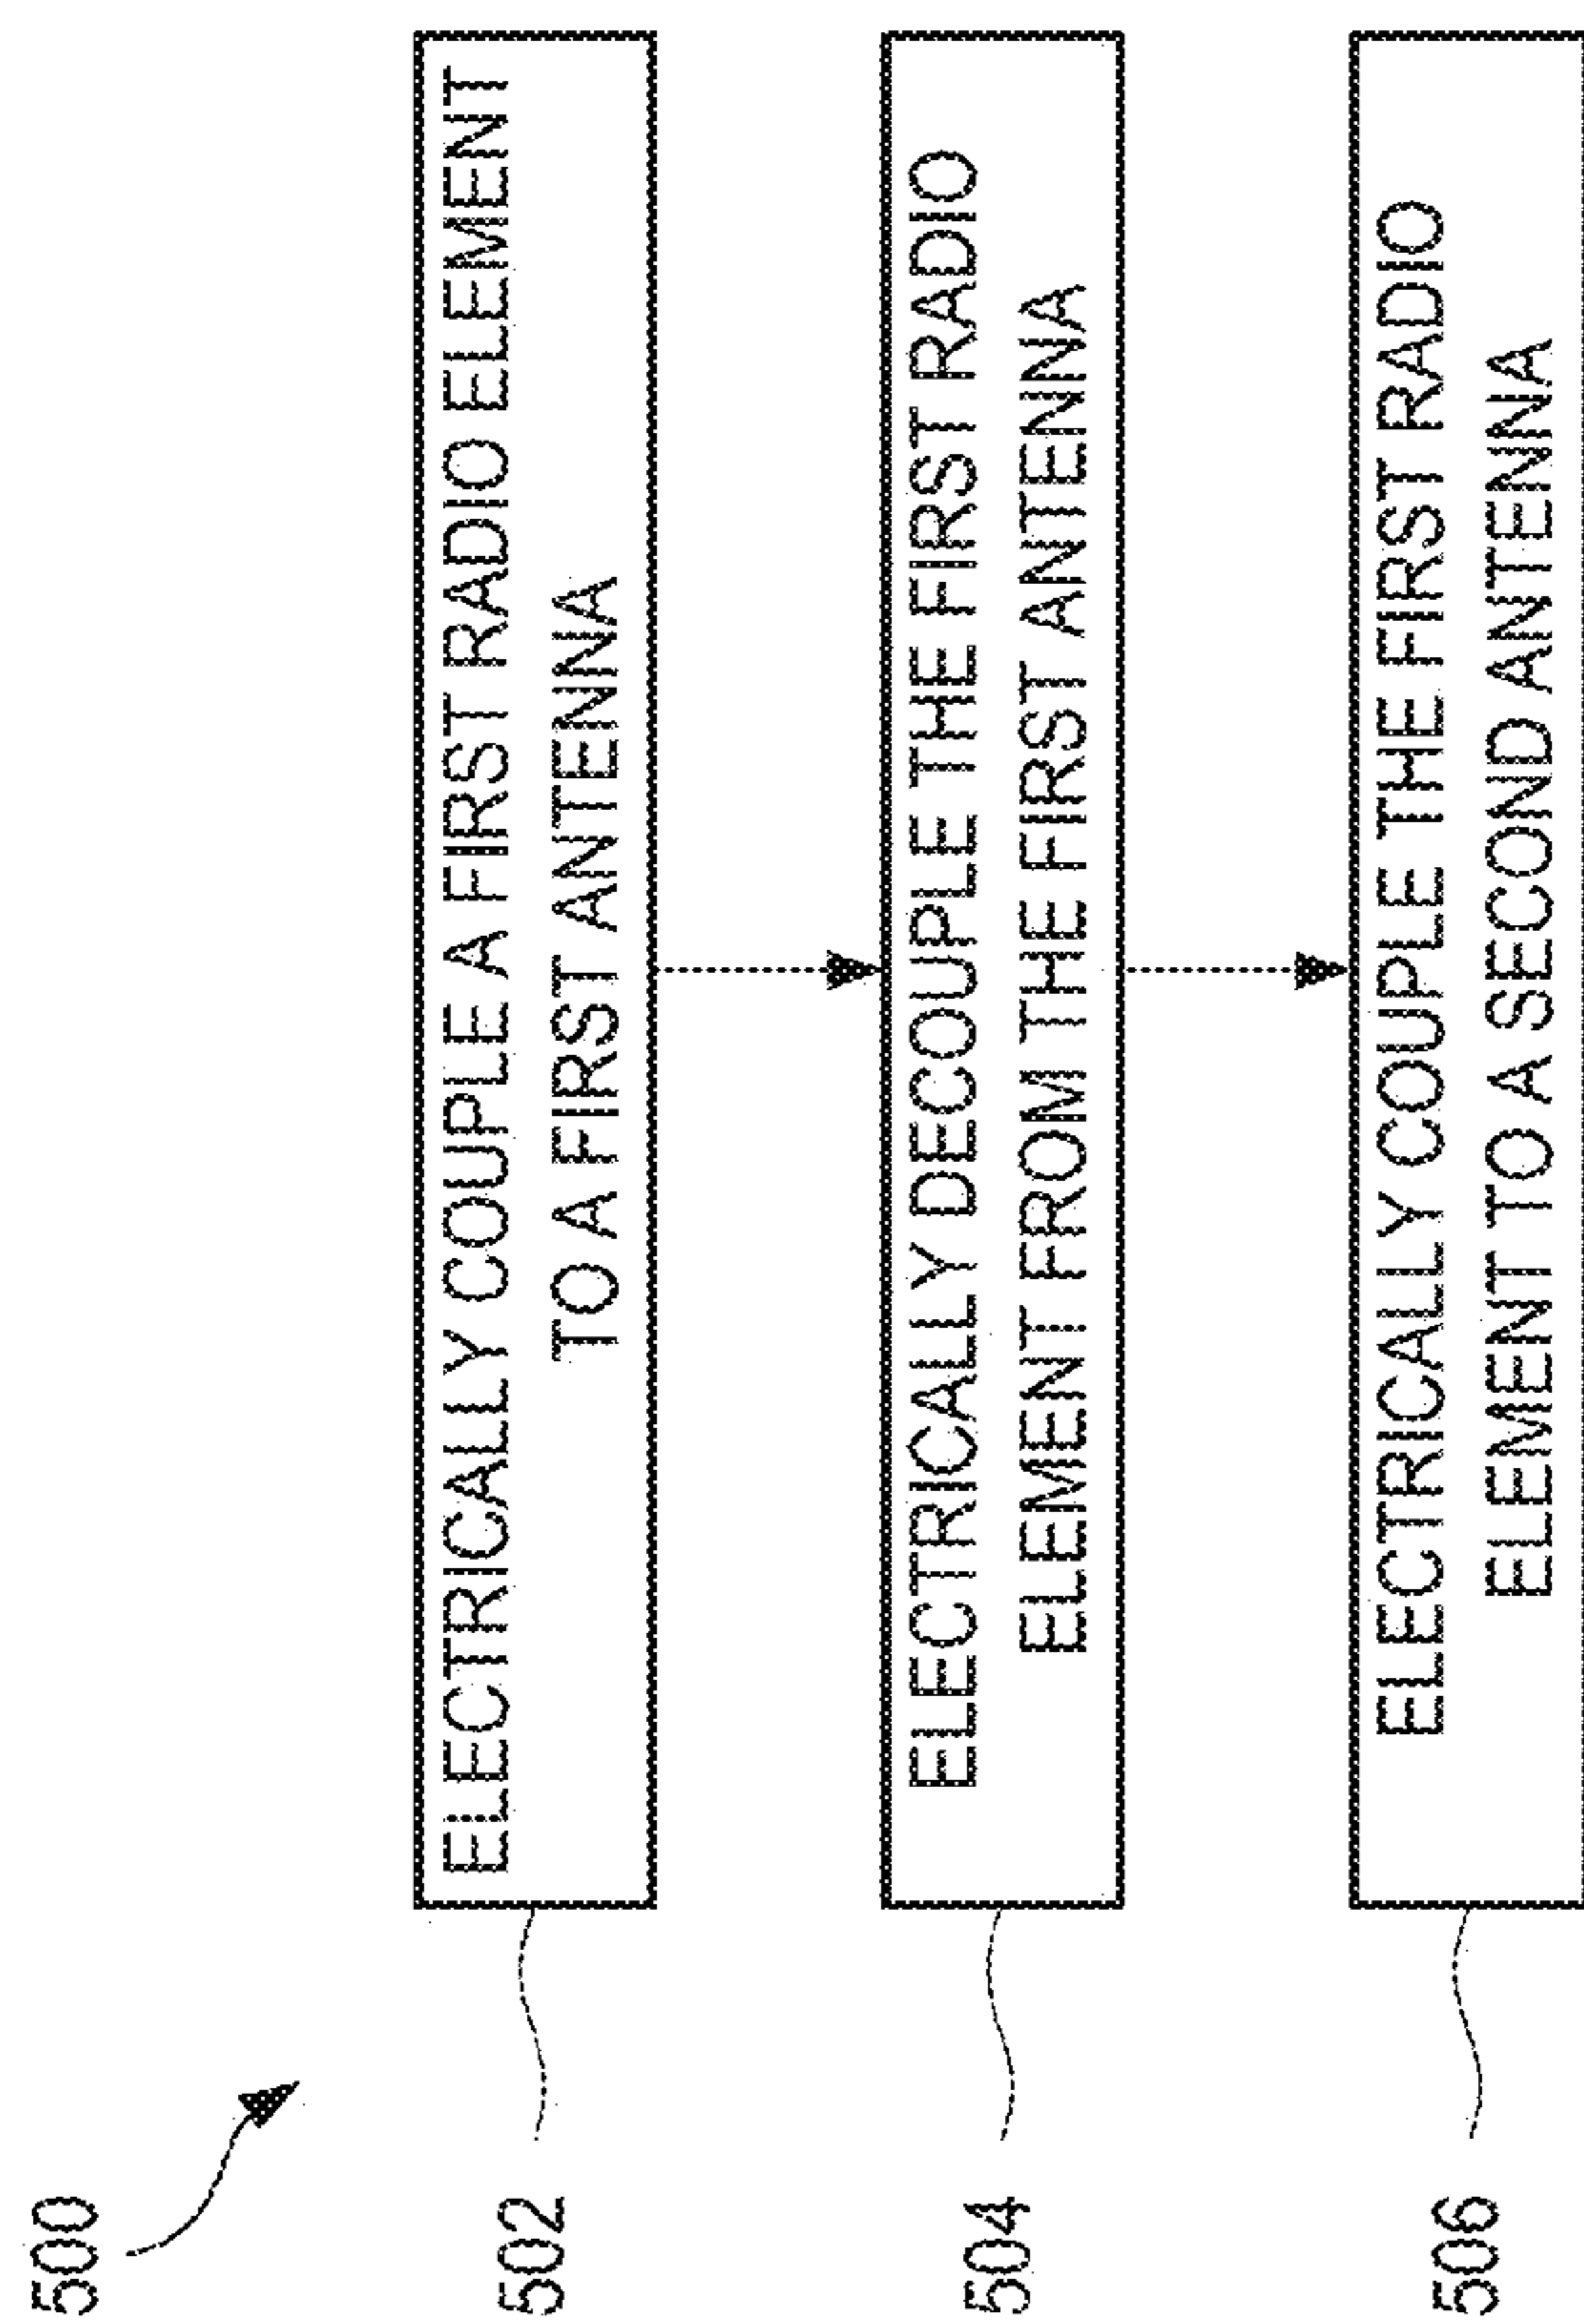 500
502
ELECTRICALLY COUPLE A FIRST RADIO ELEMENT
TO A FIRST ANTENNA
504
ELECTRICALLY DECOUPLE THE FIRST RADIO
ELEMENT FROM THE FIRST ANTENNA
506
ELECTRICALLY COUPLE THE FIRST RADIO
ELEMENT TO A SECOND ANTENNA